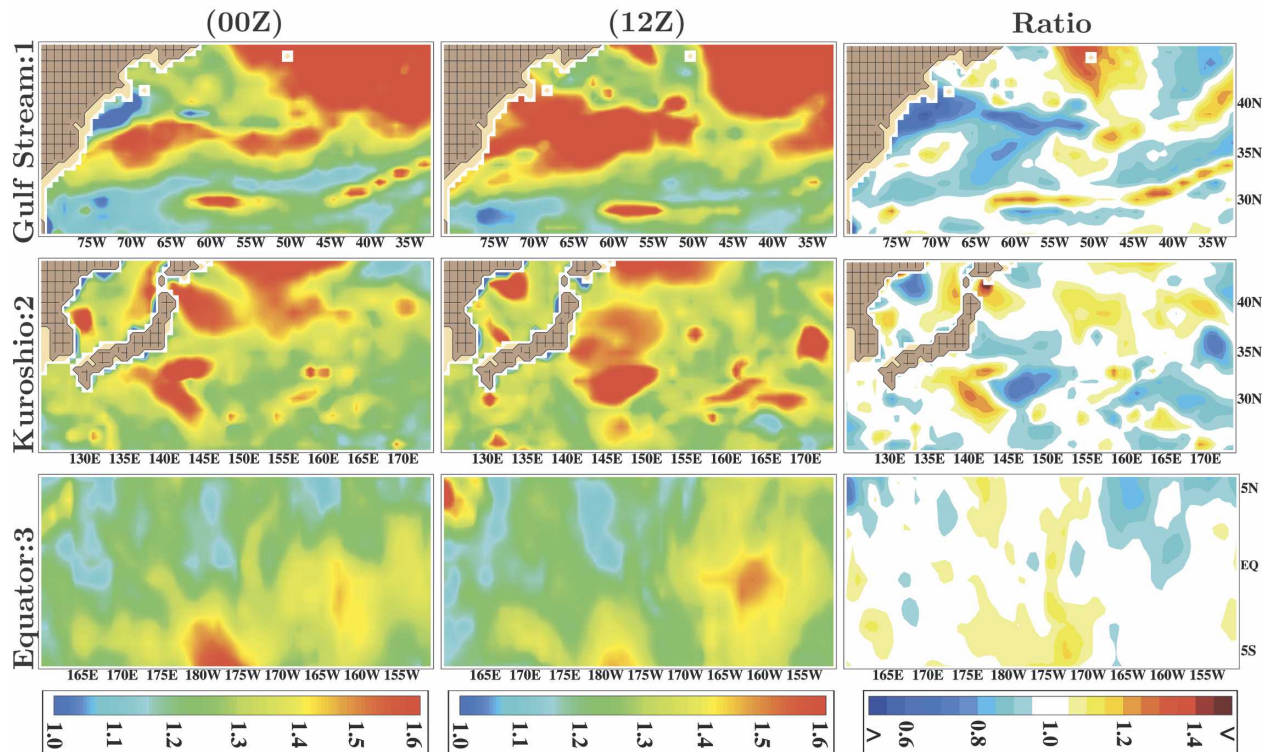 (00Z) (12Z) Ratio
Gulf Stream:1
40N
35N
30N
75W 70W 65W 60W 55W 50W 45W 40W 35W 75W 70W 65W 60W 55W 50W 45W 40W 35W 75W 70W 65W 60W 55W 50W 45W 40W 35W
Kuroshio:2
40N
35N
30N
130E 135E 140E 145E 150E 155E 160E 165E 170E 130E 135E 140E 145E 150E 155E 160E 165E 170E 130E 135E 140E 145E 150E 155E 160E 165E 170E
Equator:3
5N
EQ
5S
165E 170E 175E 180W 175W 170W 165W 160W 155W 165E 170E 175E 180W 175W 170W 165W 160W 155W 165E 170E 175E 180W 175W 170W 165W 160W 155W
1.0 1.1 1.2 1.3 1.4 1.5 1.6 1.0 1.1 1.2 1.3 1.4 1.5 1.6 < 0.6 0.8 1.0 1.2 1.4 >